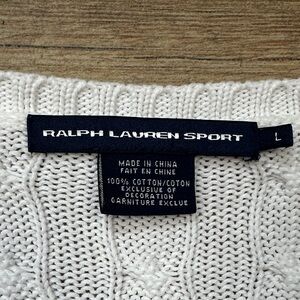 RALPH LAUREN SPORT
L
MADE IN CHINA
FAIT EN CHINE
100% COTTON/COTON
EXCLUSIVE OF
DECORATION
GARNITURE EXCLUE